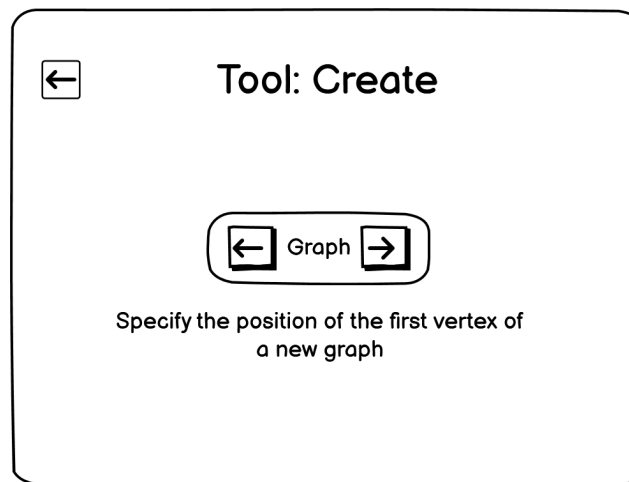 Tool: Create
Graph
Specify the position of the first vertex of
a new graph